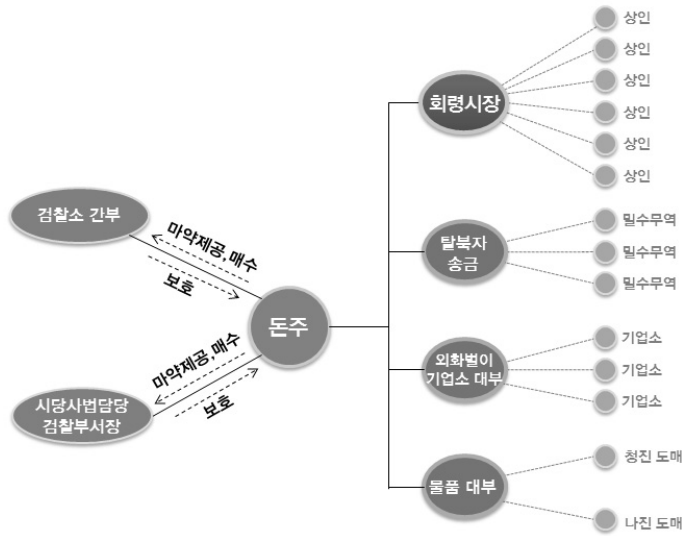 검찰소 간부
마약제공,매수
보호
돈주
마약제공,매수
보호
시당사법담당
검찰부서장
회령시장
상인
상인
상인
상인
상인
상인
탈북자
송금
밀수무역
밀수무역
밀수무역
외화벌이
기업소 대부
기업소
기업소
기업소
물품 대부
청진 도매
나진 도매